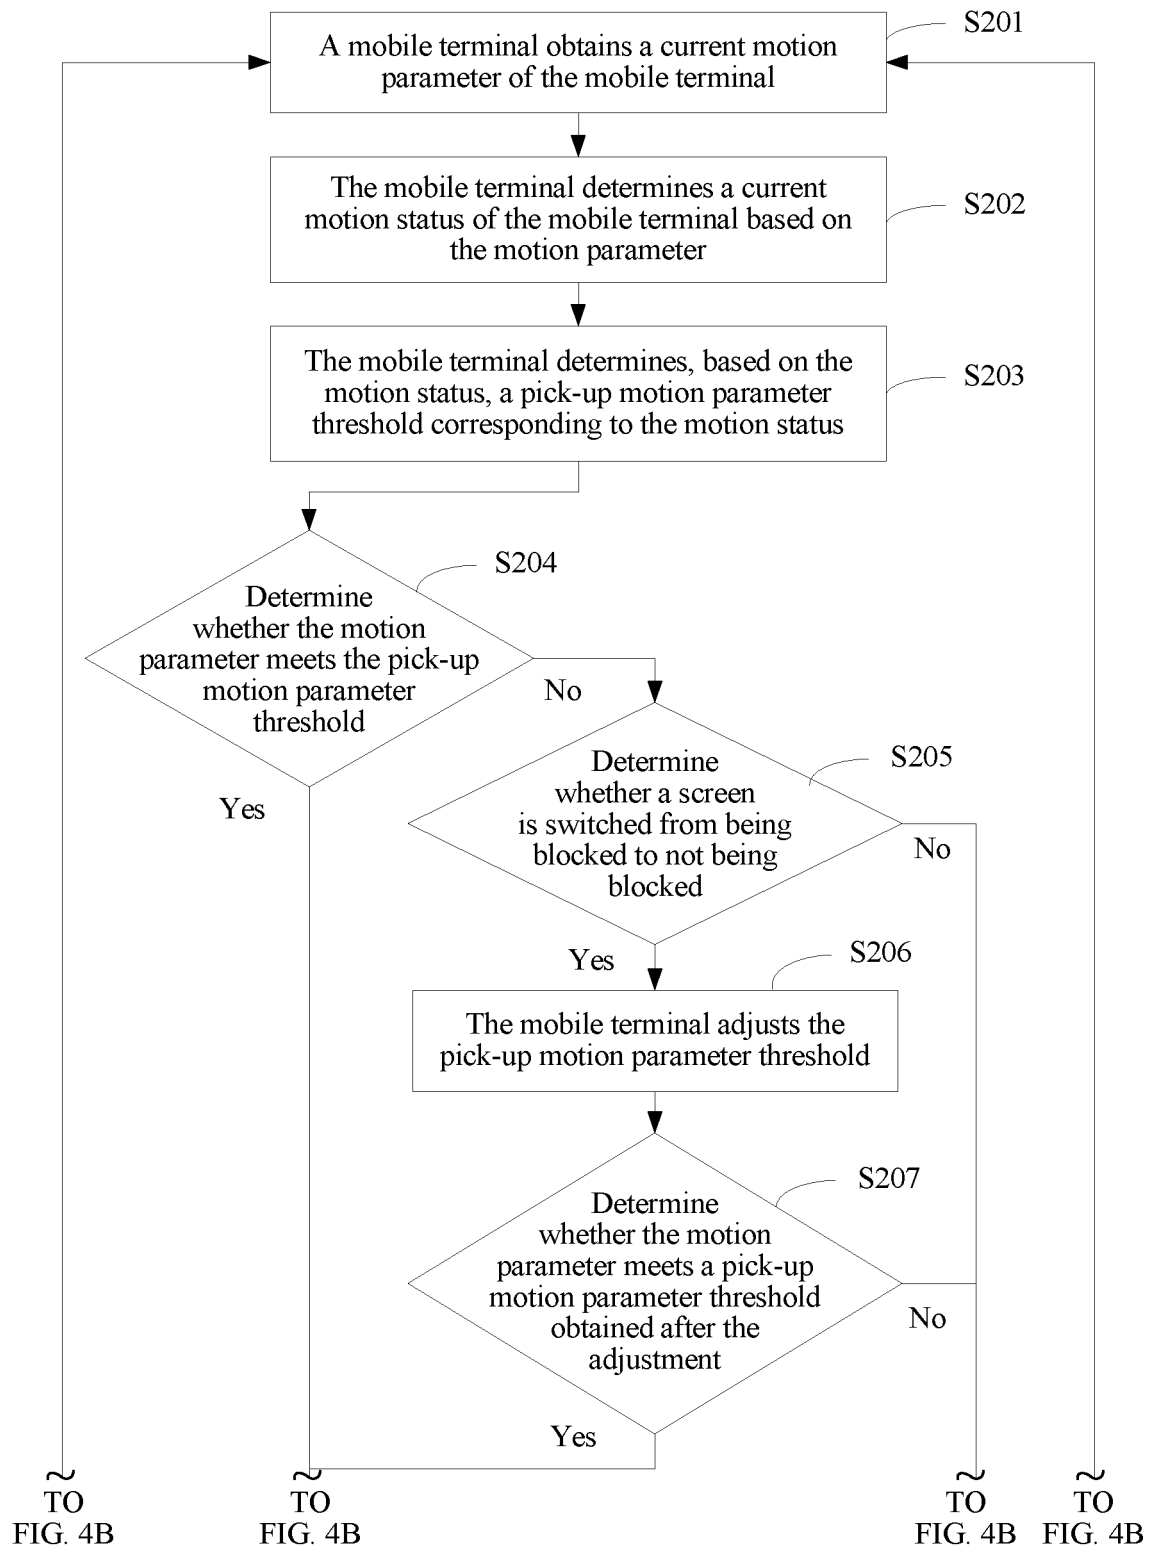 S201
A mobile terminal obtains a current motion
parameter of the mobile terminal
The mobile terminal determines a current
motion status of the mobile terminal based on
the motion parameter
S202
The mobile terminal determines, based on the
motion status, a pick-up motion parameter
threshold corresponding to the motion status
S203
S204
Determine
whether the motion
parameter meets the pick-up
motion parameter
threshold
No
Yes
S205
Determine
whether a screen
is switched from being
blocked to not being
blocked
No
Yes
S206
The mobile terminal adjusts the
pick-up motion parameter threshold
S207
Determine
whether the motion
parameter meets a pick-up
motion parameter threshold
obtained after the
adjustment
No
Yes
TO
FIG. 4B
TO
FIG. 4B
TO
FIG. 4B
TO
FIG. 4B